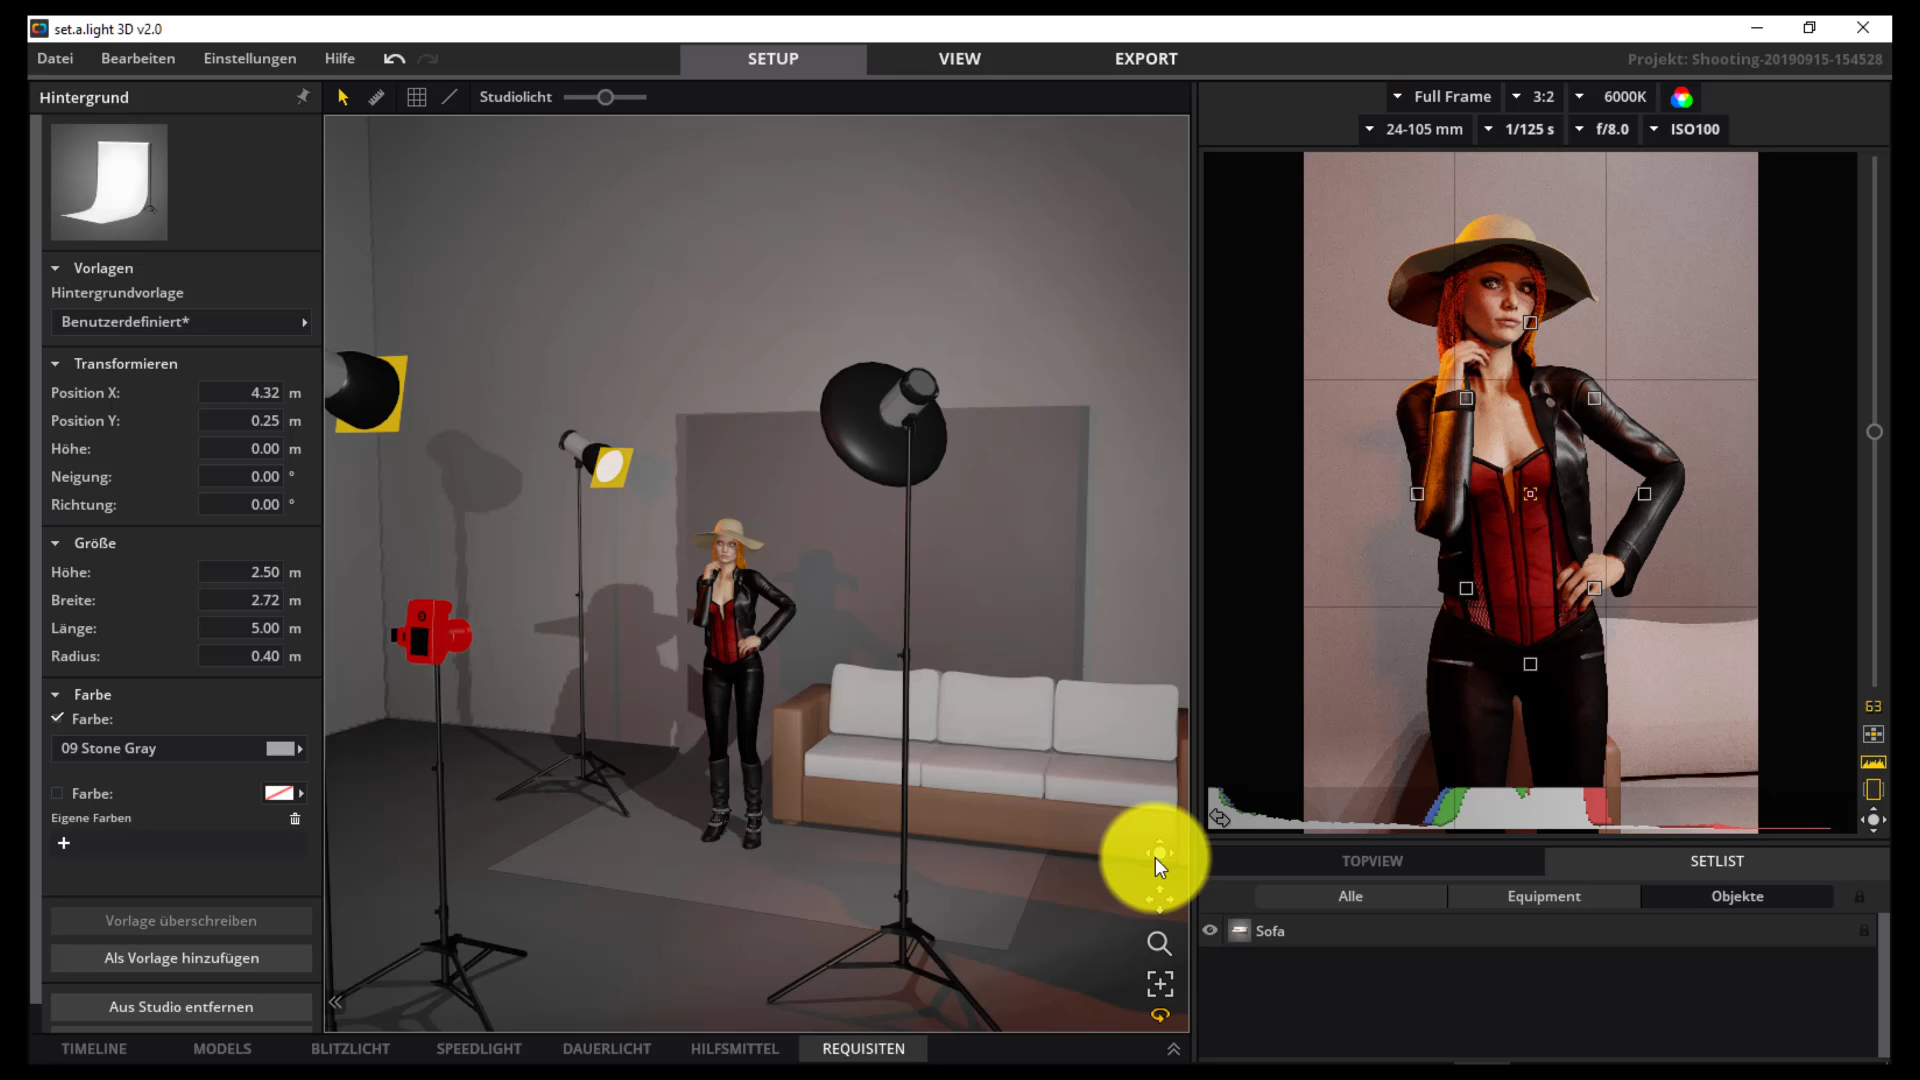 set.a.light 3D v2.0
Datei Bearbeiten Einstellungen Hilfe SETUP VIEW EXPORT Projekt: Shooting-20190915-154528
Hintergrund Studiolicht
Full Frame 3:2 6000K
24-105 mm 1/125 s f/8.0 ISO100
Vorlagen
Hintergrundvorlage
Benutzerdefiniert*
Transformieren
Position X: 4.32 m
Position Y: 0.25 m
Höhe: 0.00 m
Neigung: 0.00 °
Richtung: 0.00 °
Größe
Höhe: 2.50 m
Breite: 2.72 m
Länge: 5.00 m
Radius: 0.40 m
Farbe
Farbe:
09 Stone Gray
Farbe:
Eigene Farben
Vorlage überschreiben
Als Vorlage hinzufügen
Aus Studio entfernen
63
TOPVIEW SETLIST
Alle Equipment Objekte
Sofa
TIMELINE MODELS BLITZLICHT SPEEDLIGHT DAUERLICHT HILFSMITTEL REQUISITEN